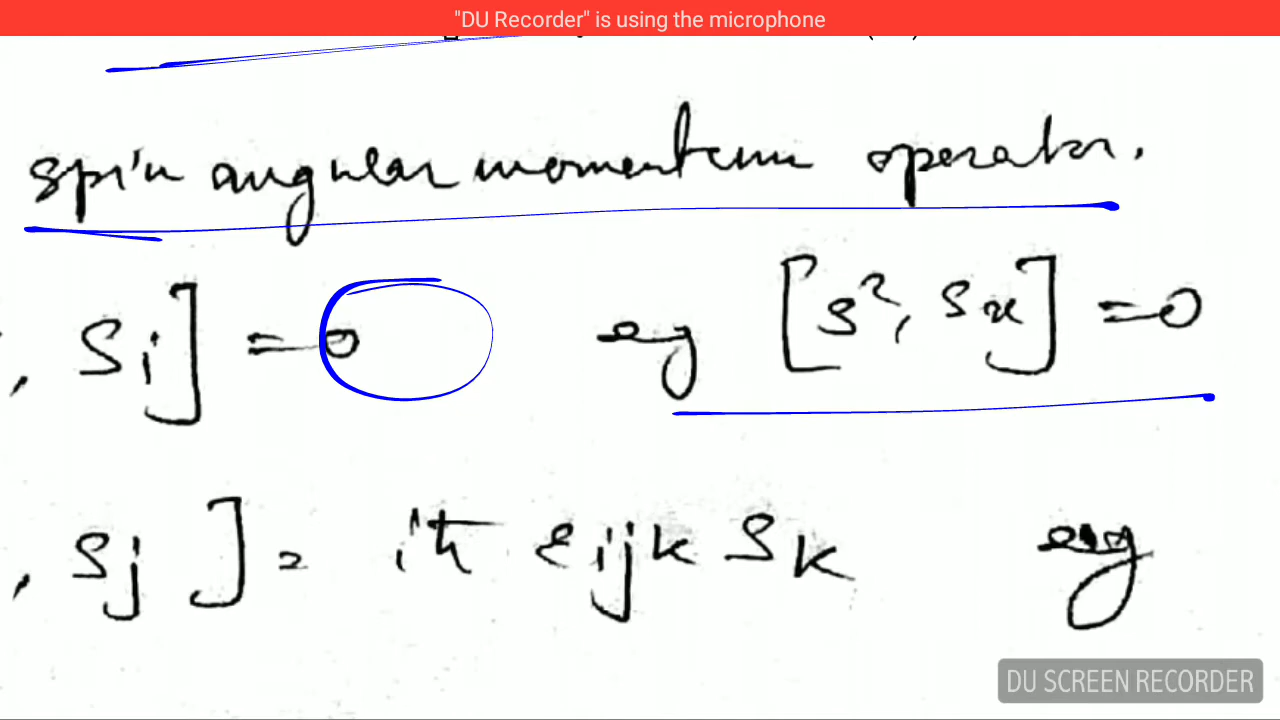 "DU Recorder" is using the microphone
spin angular momentum operator.
, Si] =0 eg [S², Sx] =0
, Sj ] = iħ εijk Sk eg
DU SCREEN RECORDER